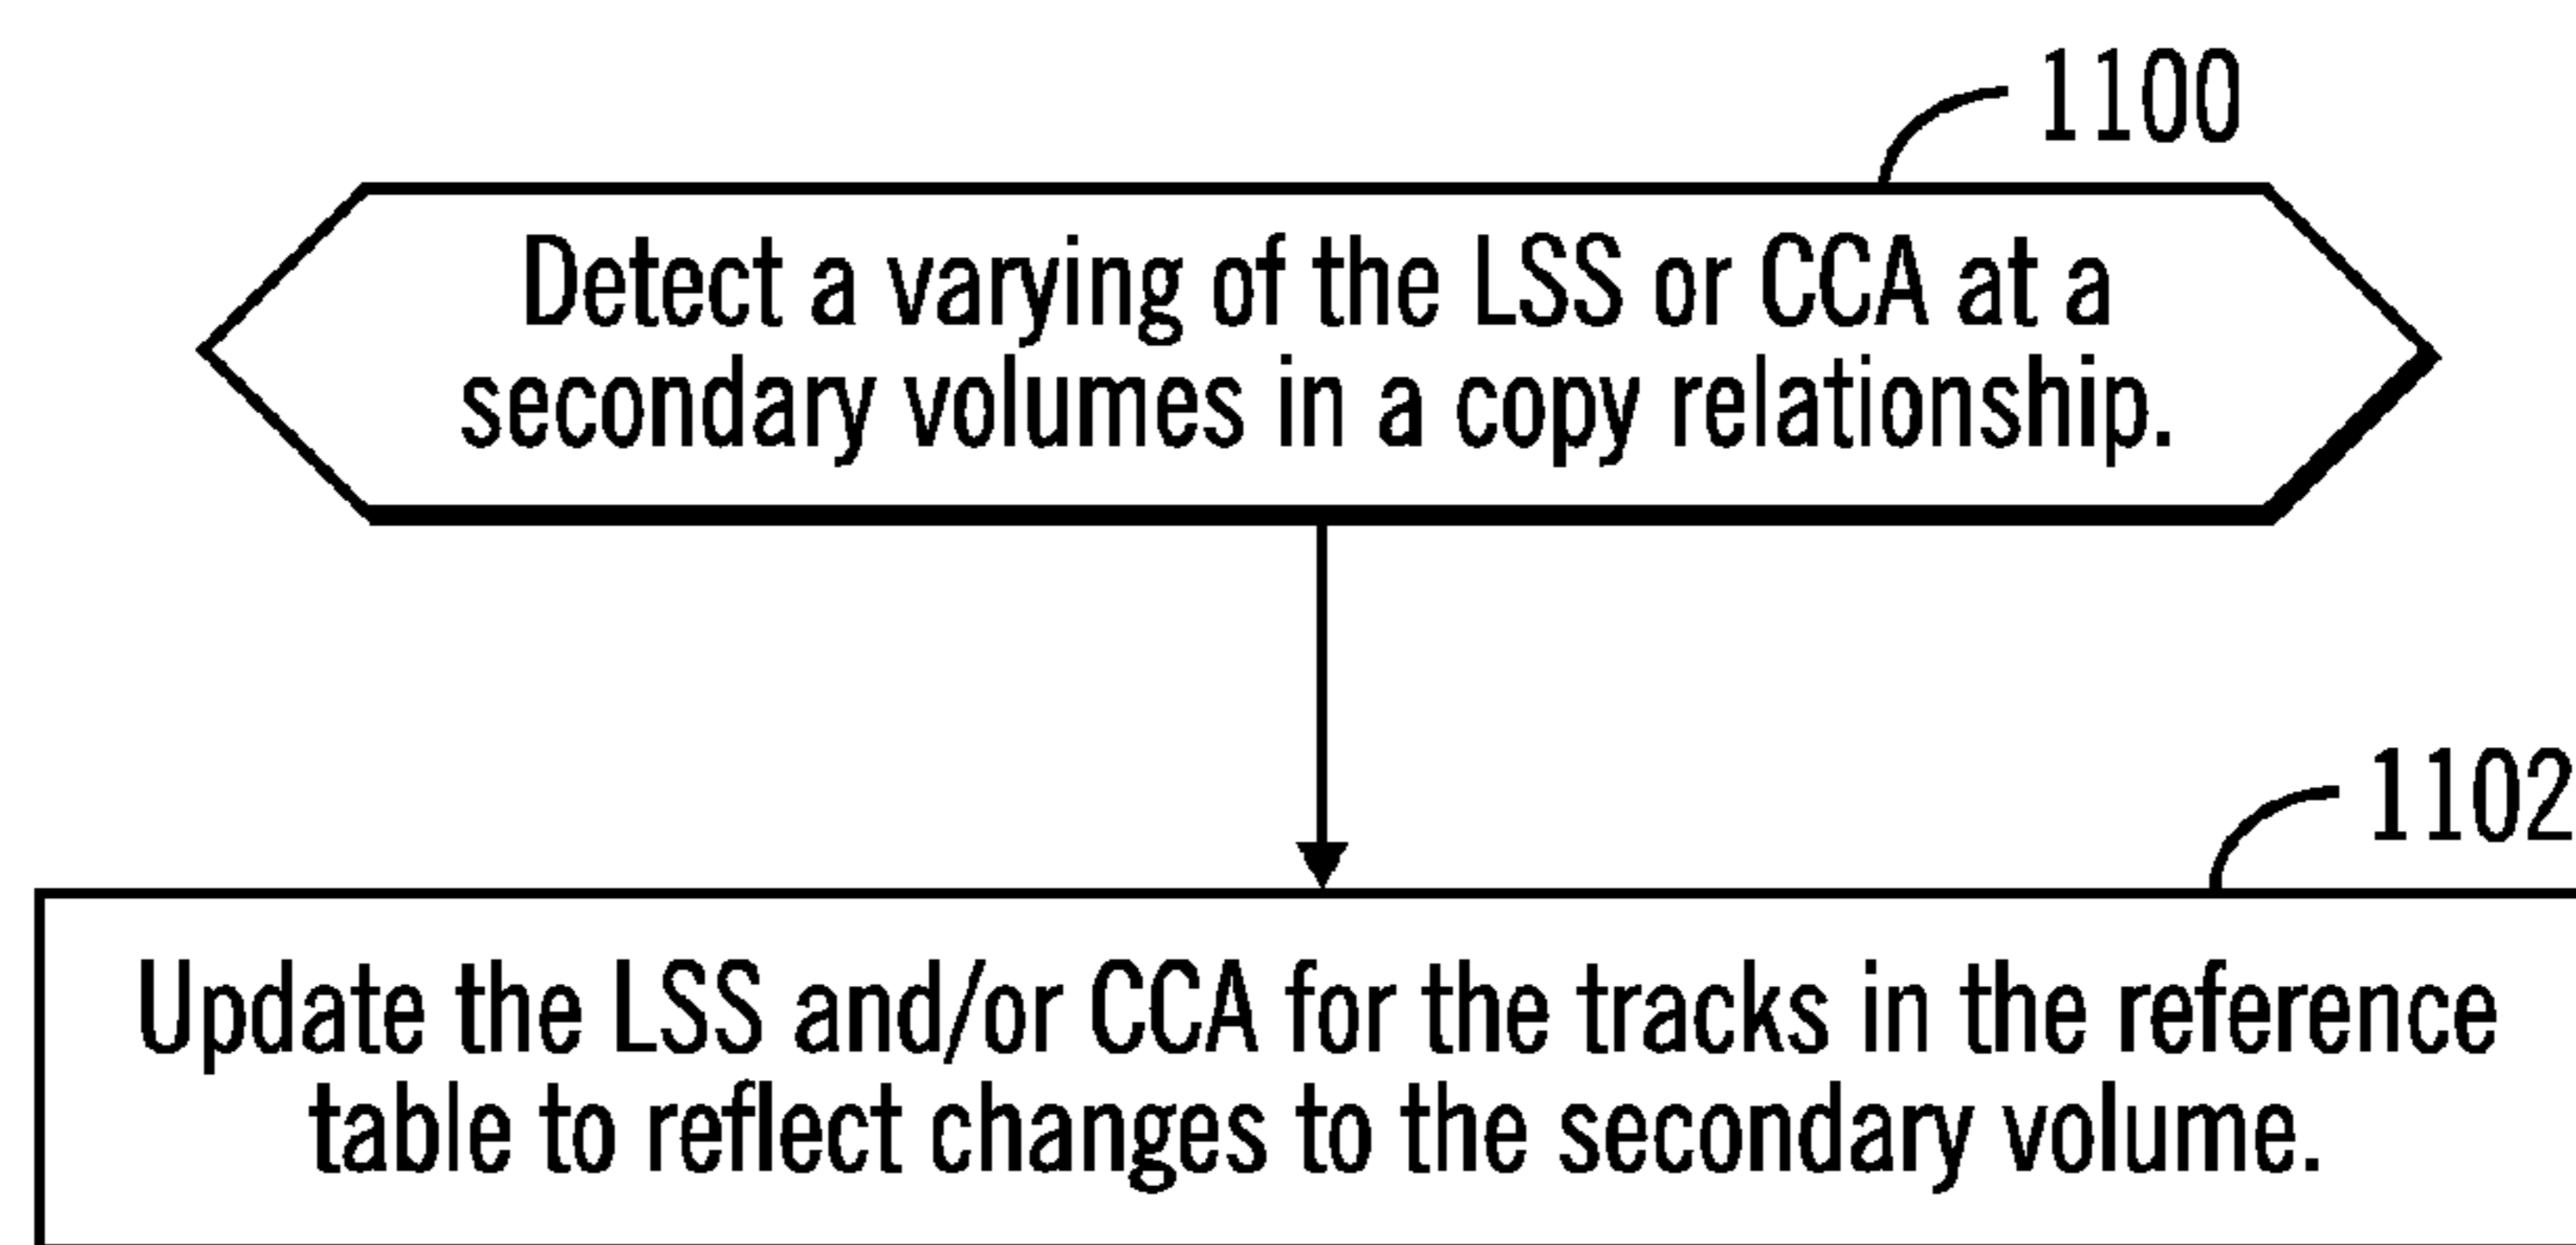 1100
Detect a varying of the LSS or CCA at a
secondary volumes in a copy relationship.
1102
Update the LSS and/or CCA for the tracks in the reference
table to reflect changes to the secondary volume.